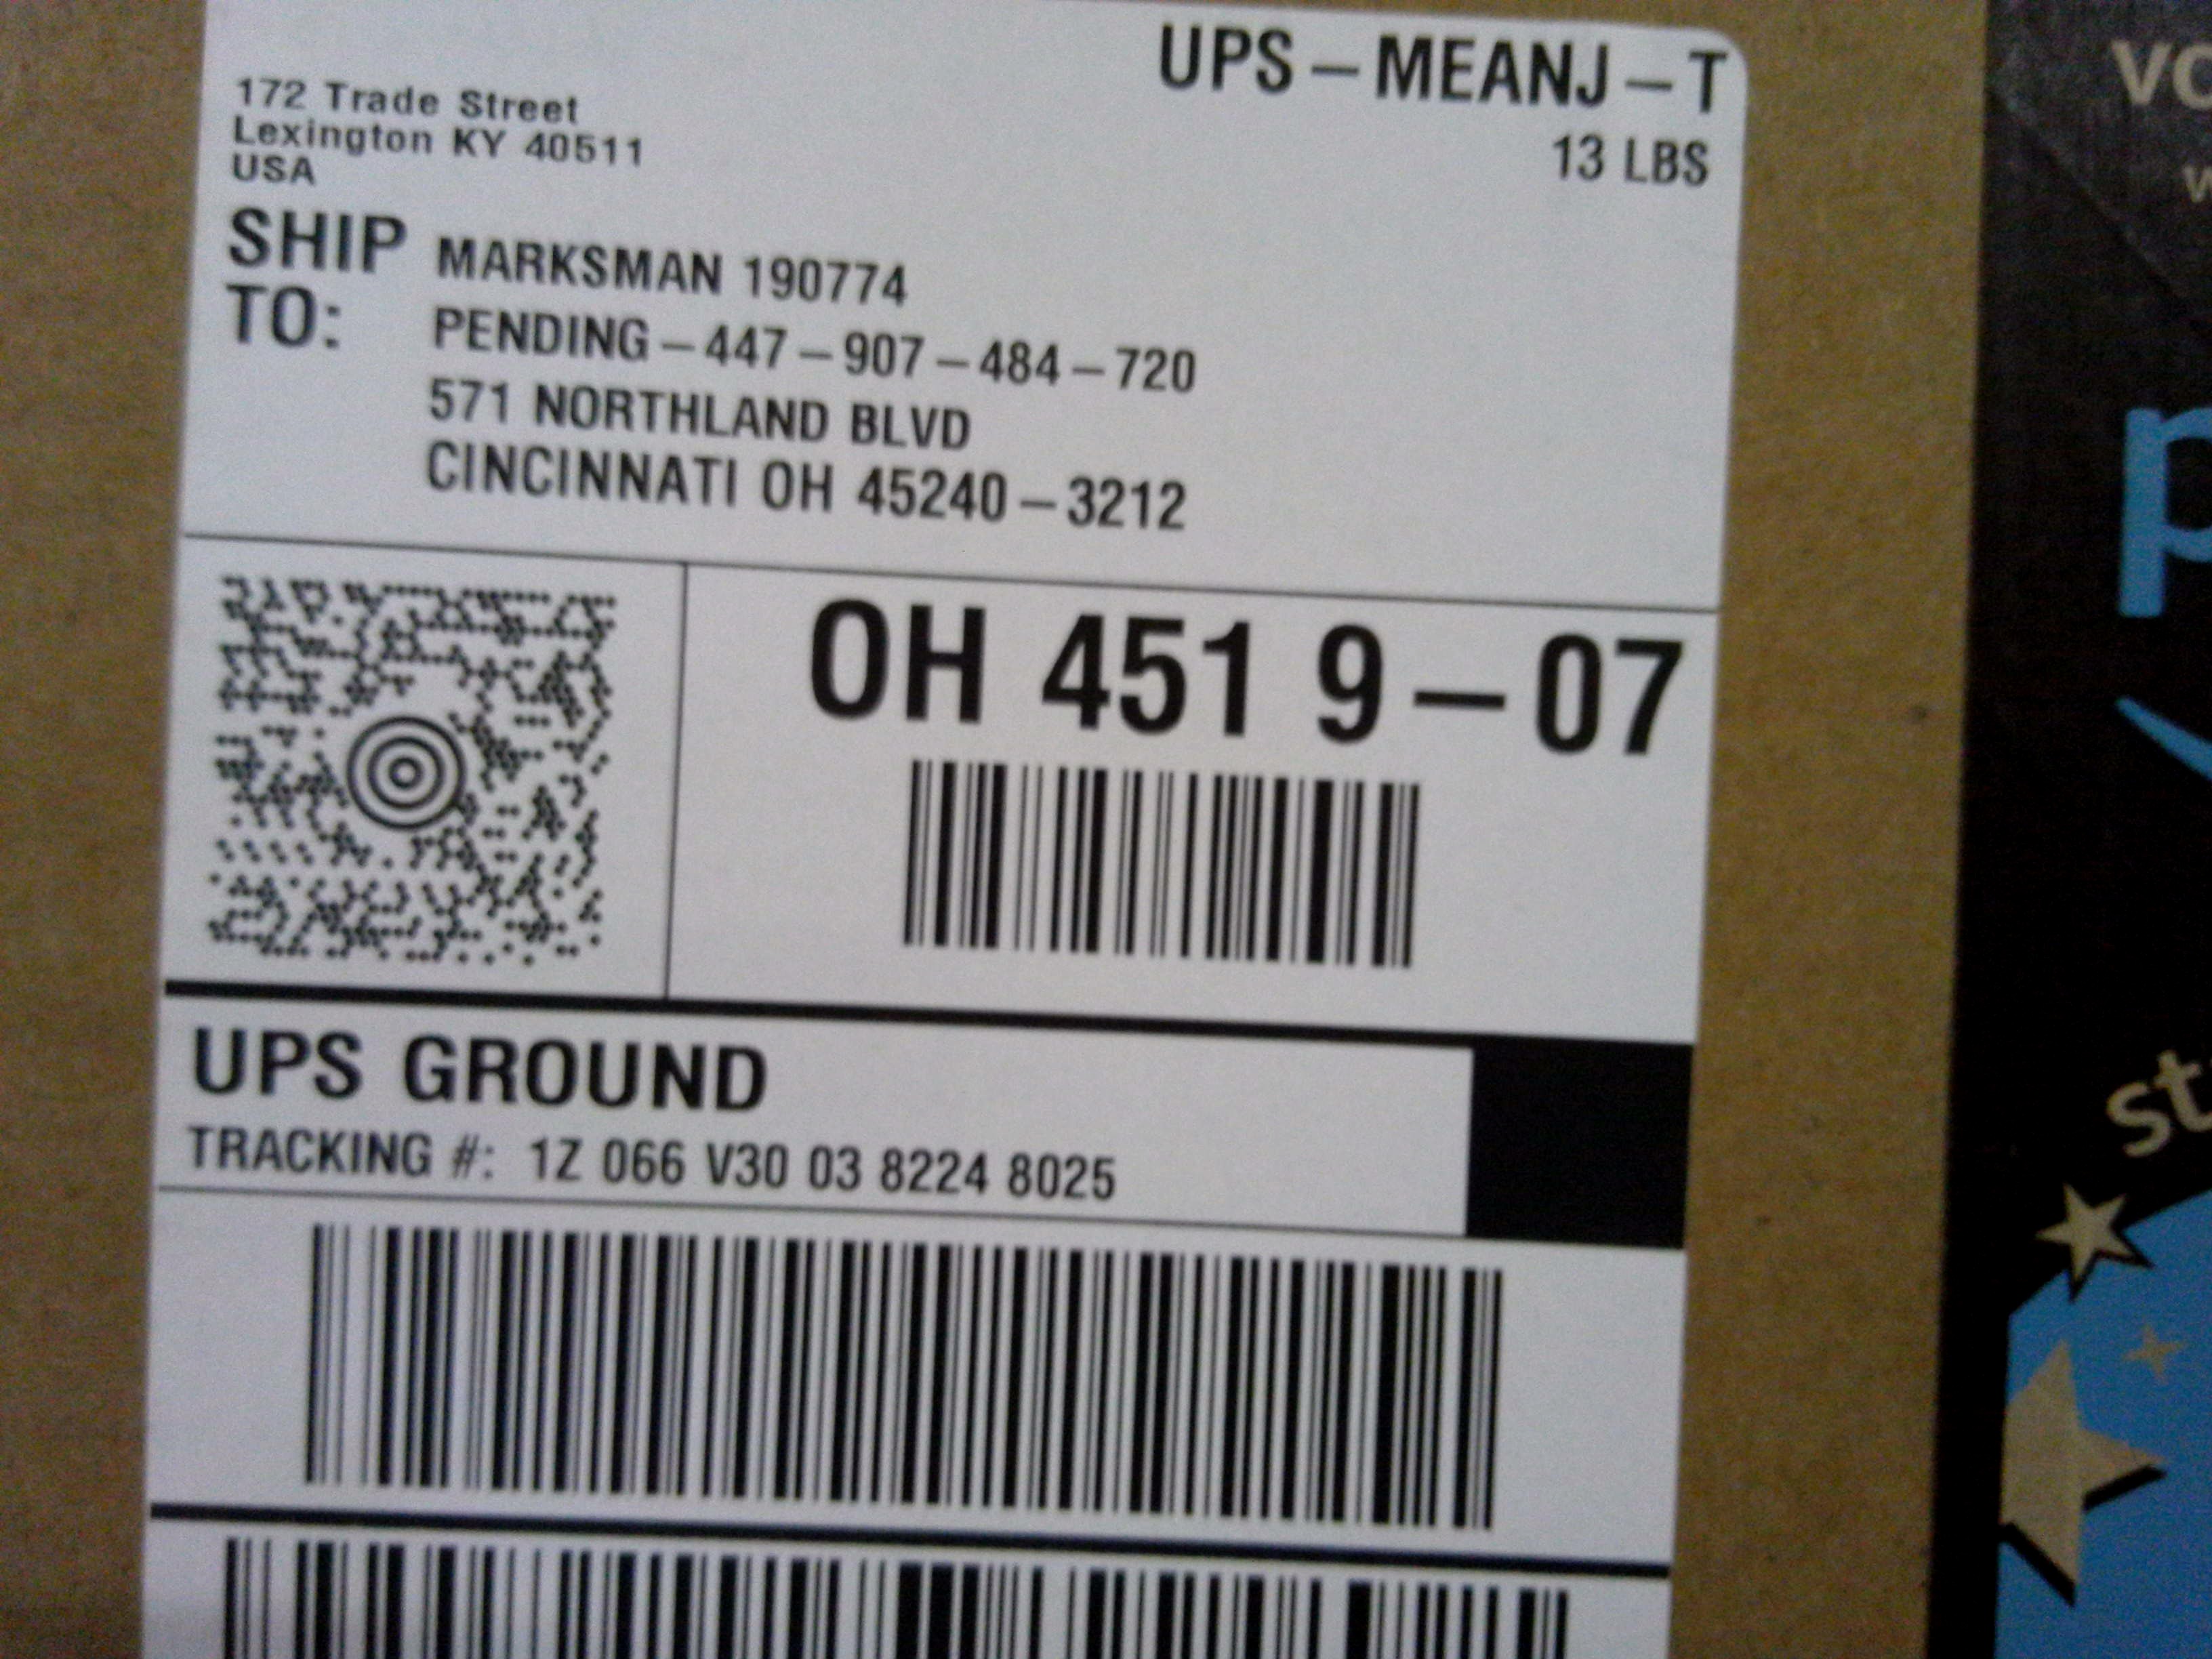 UPS – MEANJ – T
13 LBS
172 Trade Street
Lexington KY 40511
USA
SHIP TO:
MARKSMAN 190774
PENDING – 447 – 907 – 484 – 720
571 NORTHLAND BLVD
CINCINNATI OH 45240 – 3212
OH 451 9 – 07
UPS GROUND
TRACKING #: 1Z 066 V30 03 8224 8025